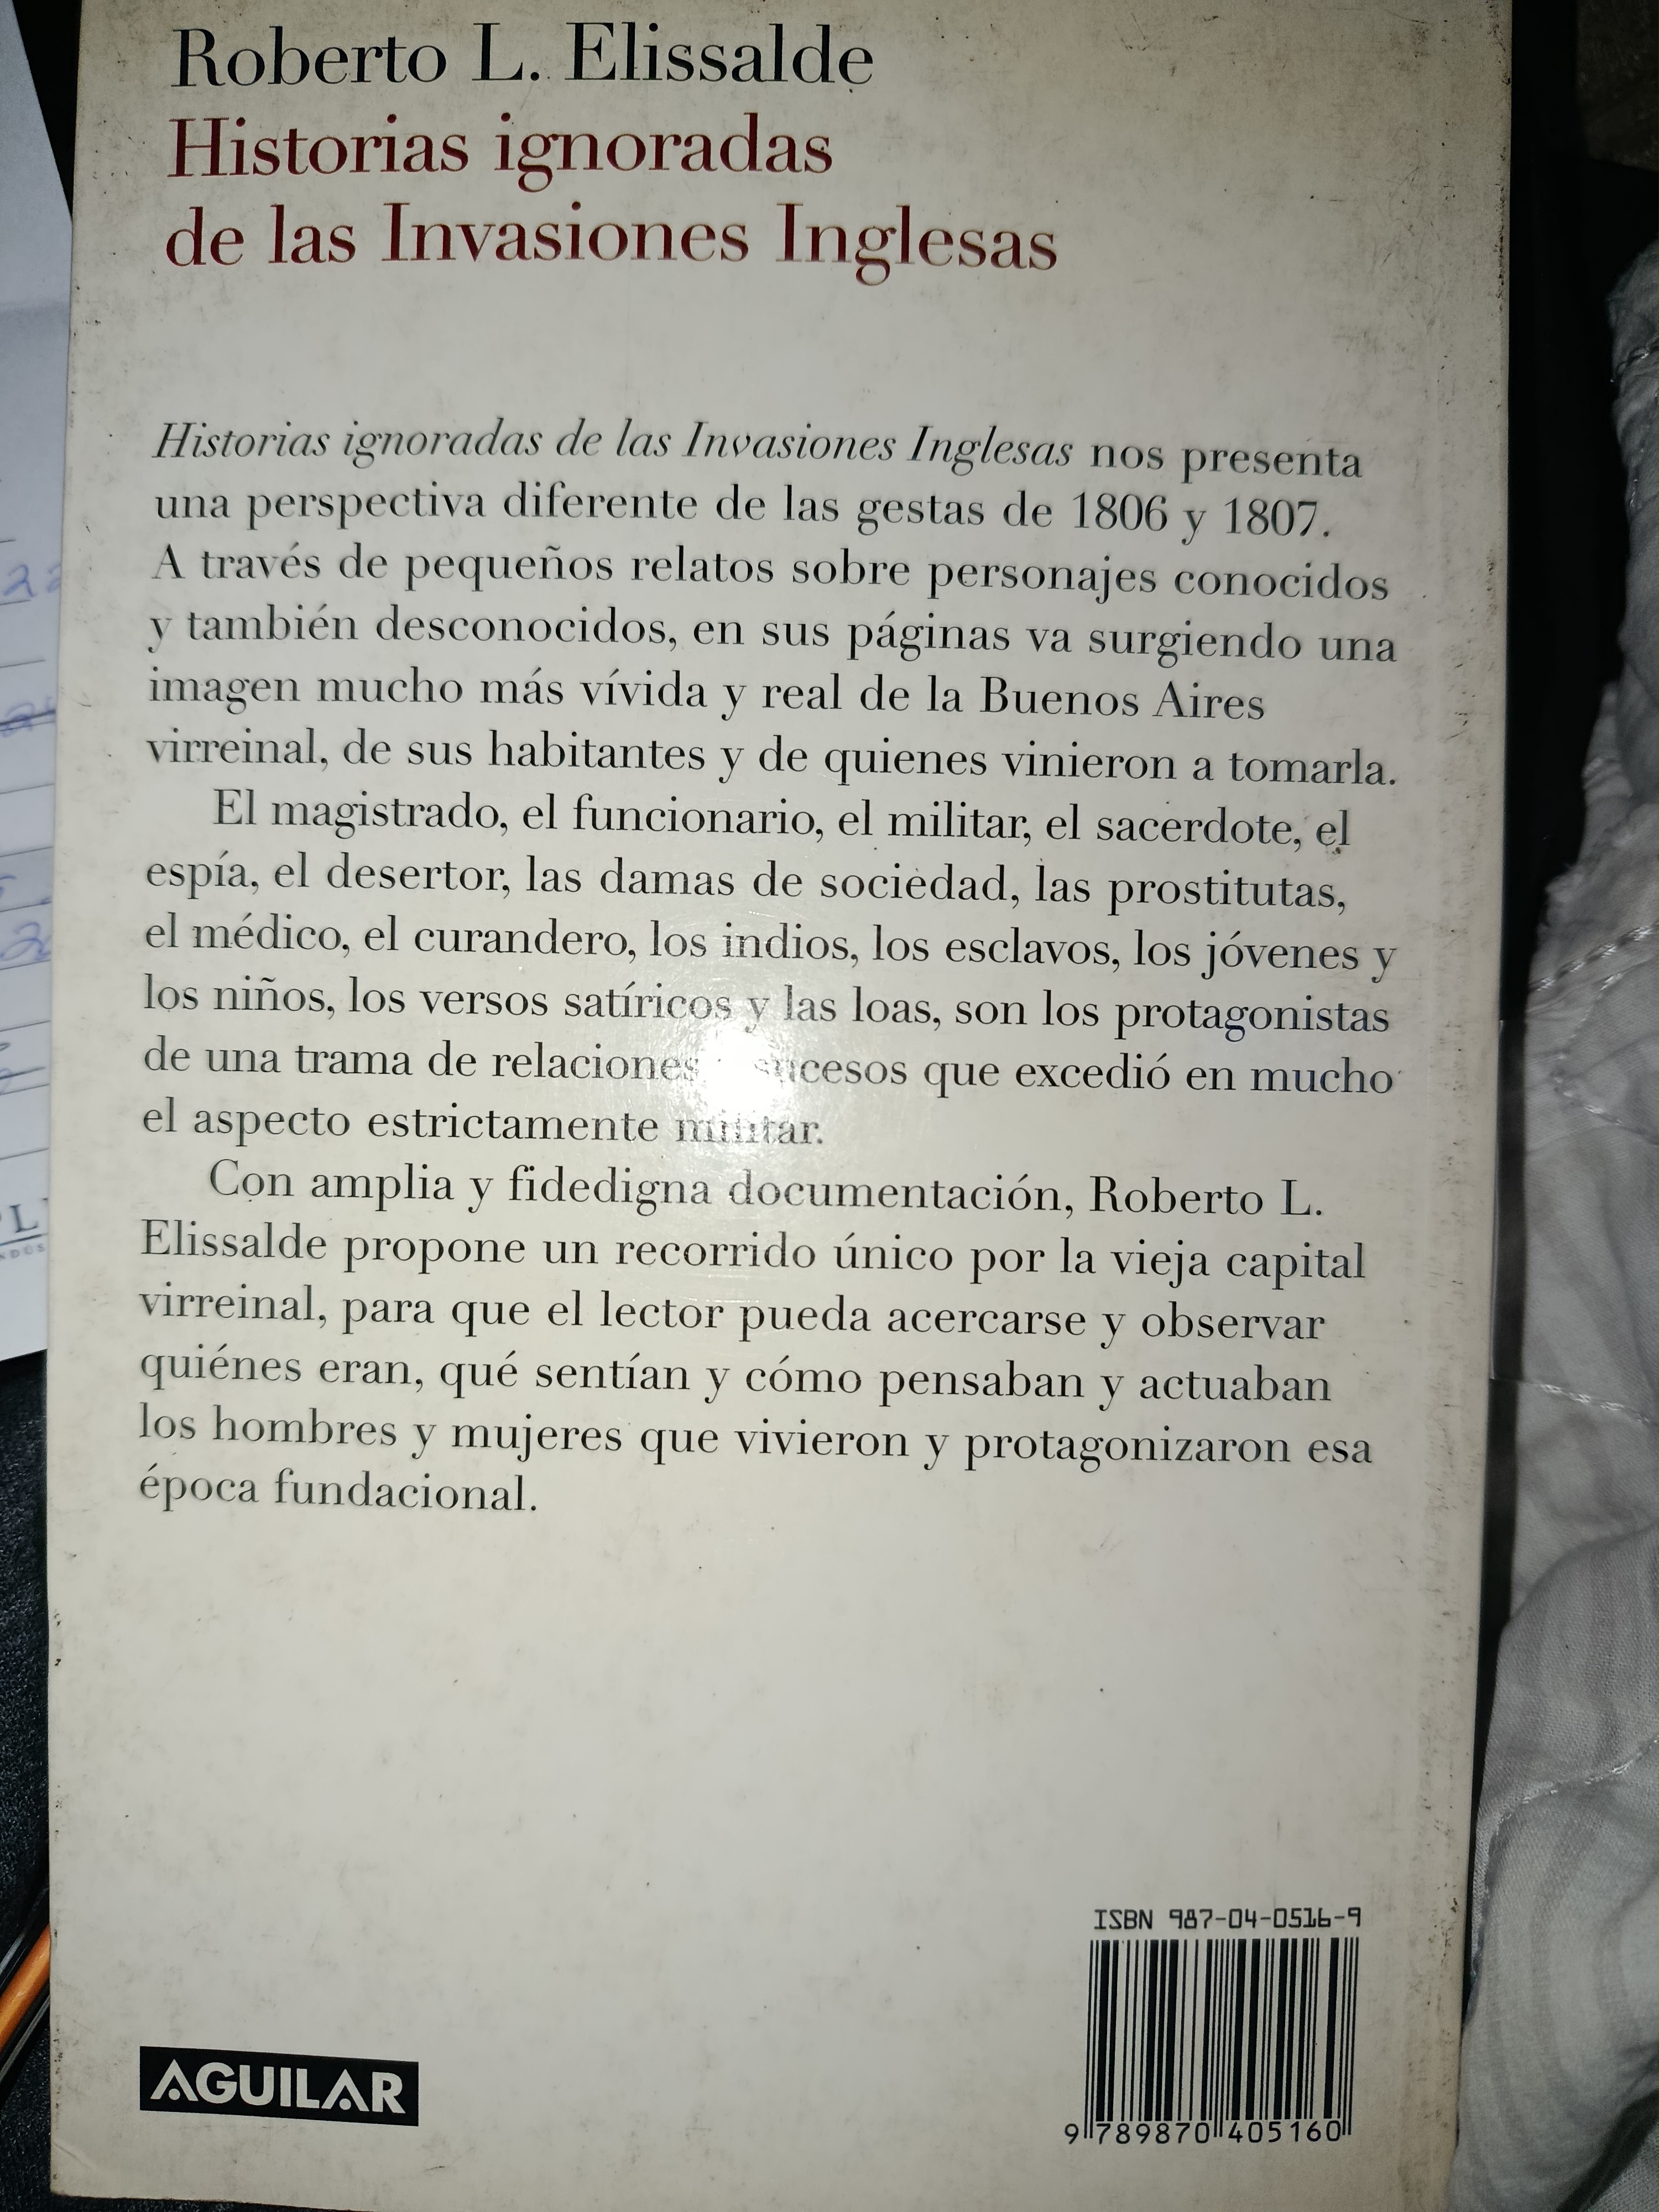 Roberto L. Elissalde
Historias ignoradas
de las Invasiones Inglesas
Historias ignoradas de las Invasiones Inglesas nos presenta
una perspectiva diferente de las gestas de 1806 y 1807.
A través de pequeños relatos sobre personajes conocidos
y también desconocidos, en sus páginas va surgiendo una
imagen mucho más vívida y real de la Buenos Aires
virreinal, de sus habitantes y de quienes vinieron a tomarla.
El magistrado, el funcionario, el militar, el sacerdote, el
espía, el desertor, las damas de sociedad, las prostitutas,
el médico, el curandero, los indios, los esclavos, los jóvenes y
los niños, los versos satíricos y las loas, son los protagonistas
de una trama de relaciones sucesos que excedió en mucho
el aspecto estrictamente militar.
Con amplia y fidedigna documentación, Roberto L.
Elissalde propone un recorrido único por la vieja capital
virreinal, para que el lector pueda acercarse y observar
quiénes eran, qué sentían y cómo pensaban y actuaban
los hombres y mujeres que vivieron y protagonizaron esa
época fundacional.
ISBN 987-04-0516-9
9 789870 405160
AGUILAR